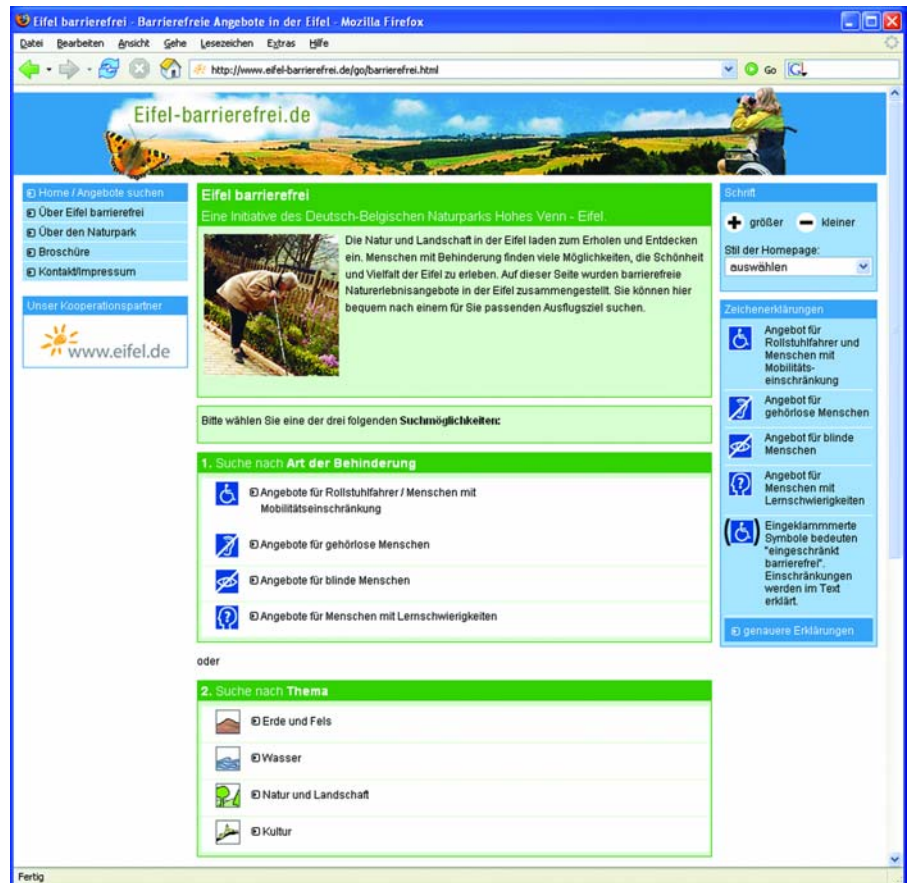 Eifel barrierefrei - Barrierefreie Angebote in der Eifel - Mozilla Firefox
Datei Bearbeiten Ansicht Gehe Lesezeichen Extras Hilfe
http://www.eifel-barrierefrei.de/go/barrierefrei.html
Go
Eifel-barrierefrei.de
Home / Angebote suchen
Über Eifel barrierefrei
Über den Naturpark
Broschüre
Kontakt/Impressum
Unser Kooperationspartner
www.eifel.de
Eifel barrierefrei
Eine Initiative des Deutsch-Belgischen Naturparks Hohes Venn - Eifel.
Die Natur und Landschaft in der Eifel laden zum Erholen und Entdecken
ein. Menschen mit Behinderung finden viele Möglichkeiten, die Schönheit
und Vielfalt der Eifel zu erleben. Auf dieser Seite wurden barrierefreie
Naturerlebnisangebote in der Eifel zusammengestellt. Sie können hier
bequem nach einem für Sie passenden Ausflugsziel suchen.
Bitte wählen Sie eine der drei folgenden Suchmöglichkeiten:
1. Suche nach Art der Behinderung
Angebote für Rollstuhlfahrer / Menschen mit
Mobilitätseinschränkung
Angebote für gehörlose Menschen
Angebote für blinde Menschen
Angebote für Menschen mit Lernschwierigkeiten
oder
2. Suche nach Thema
Erde und Fels
Wasser
Natur und Landschaft
Kultur
Schrift
größer kleiner
Stil der Homepage:
auswählen
Zeichenerklärungen
Angebot für
Rollstuhlfahrer und
Menschen mit
Mobilitäts-
einschränkung
Angebot für
gehörlose Menschen
Angebot für blinde
Menschen
Angebot für
Menschen mit
Lernschwierigkeiten
Eingeklammmerte
Symbole bedeuten
"eingeschränkt
barrierefrei".
Einschränkungen
werden im Text
erklärt.
genauere Erklärungen
Fertig